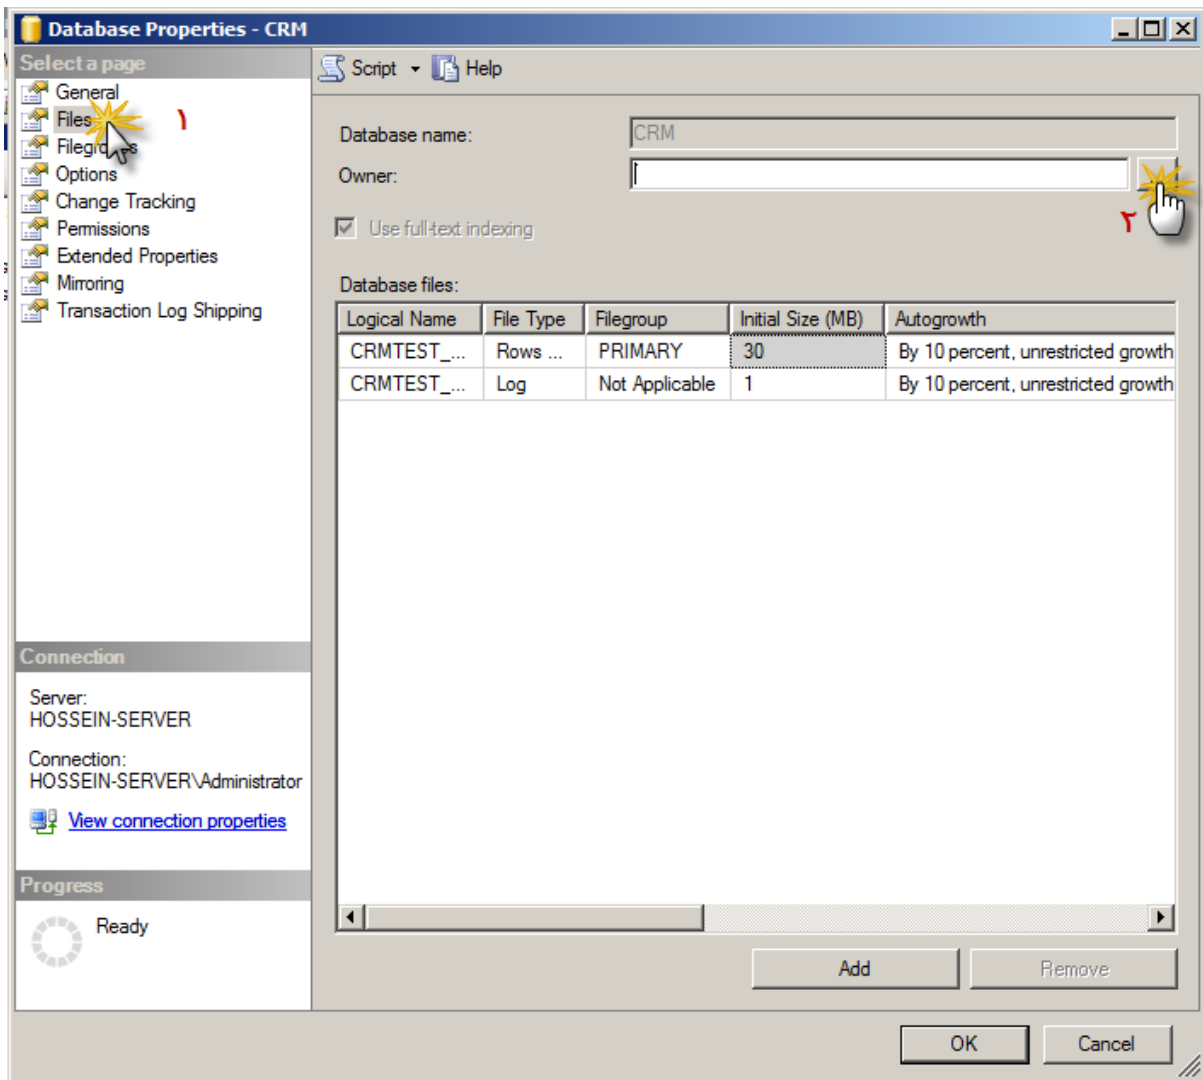 Database Properties - CRM
Select a page
General
Files
۱
Options
Change Tracking
Permissions
Extended Properties
Mirroring
Transaction Log Shipping
Script
Help
Database name:
CRM
Owner:
۲
Use full-text indexing
Database files:
Logical Name File Type Filegroup Initial Size (MB) Autogrowth
CRMTEST_... Rows ... PRIMARY 30 By 10 percent, unrestricted growth
CRMTEST_... Log Not Applicable 1 By 10 percent, unrestricted growth
Connection
Server:
HOSSEIN-SERVER
Connection:
HOSSEIN-SERVER\Administrator
View connection properties
Progress
Ready
Add
Remove
OK
Cancel